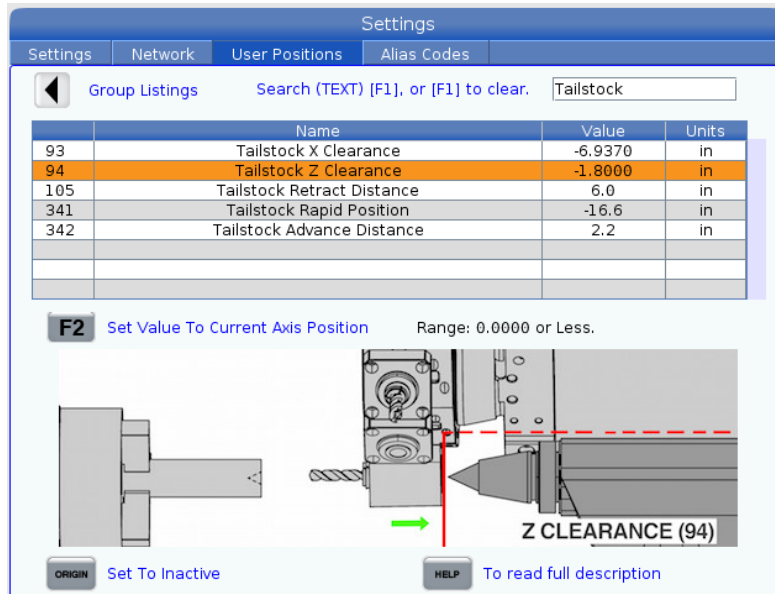 Settings
Settings Network User Positions Alias Codes
Group Listings Search (TEXT) [F1], or [F1] to clear. Tailstock
Name Value Units
93 Tailstock X Clearance -6.9370 in
94 Tailstock Z Clearance -1.8000 in
105 Tailstock Retract Distance 6.0 in
341 Tailstock Rapid Position -16.6 in
342 Tailstock Advance Distance 2.2 in
F2 Set Value To Current Axis Position Range: 0.0000 or Less.
Z CLEARANCE (94)
ORIGIN Set To Inactive HELP To read full description